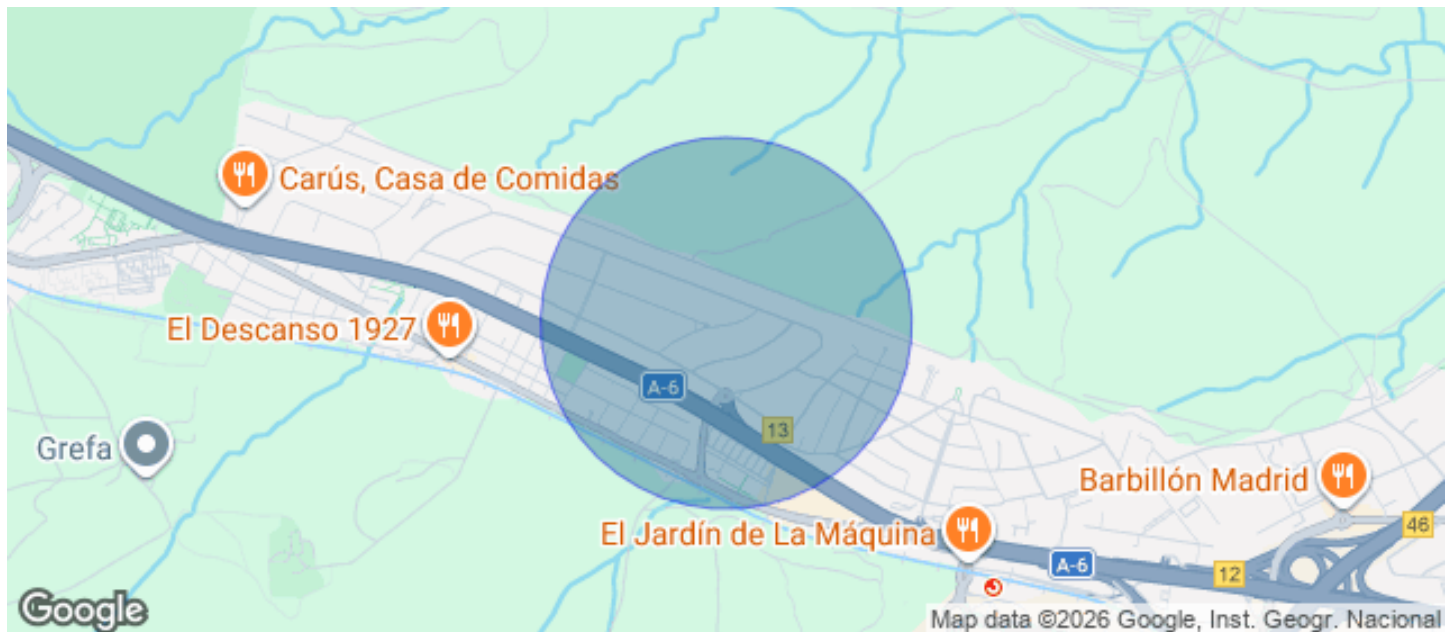 Carús, Casa de Comidas
El Descanso 1927
A-6
13
Grefa
Barbillón Madrid
El Jardín de La Máquina
46
A-6
12
Google
Map data ©2026 Google, Inst. Geogr. Nacional